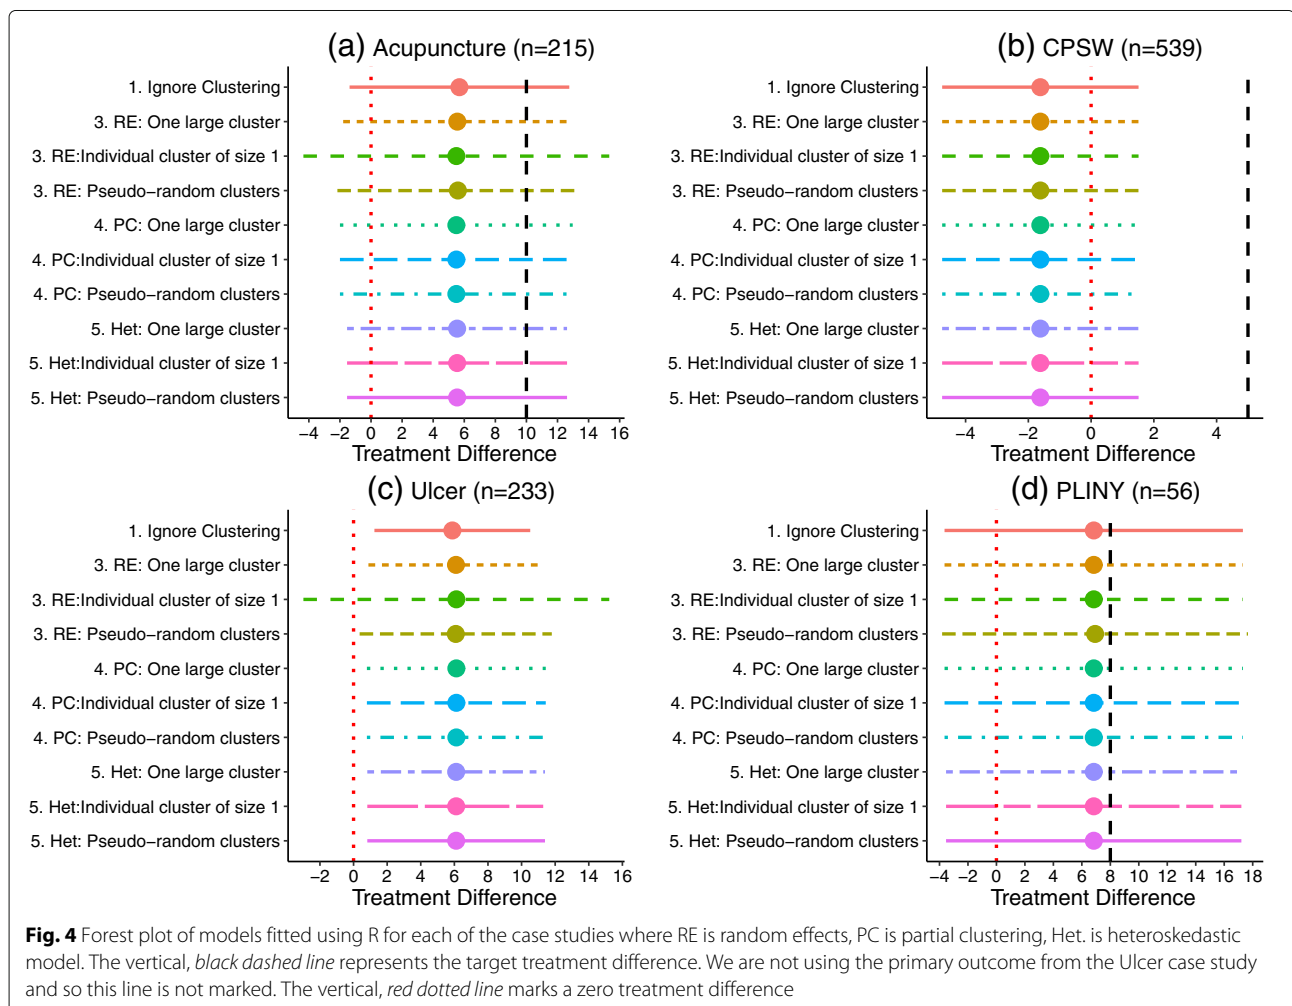 (a) Acupuncture (n=215)
1. Ignore Clustering
3. RE: One large cluster
3. RE:Individual cluster of size 1
3. RE: Pseudo−random clusters
4. PC: One large cluster
4. PC:Individual cluster of size 1
4. PC: Pseudo−random clusters
5. Het: One large cluster
5. Het:Individual cluster of size 1
5. Het: Pseudo−random clusters
−4 −2 0 2 4 6 8 10 12 14 16
Treatment Difference
(b) CPSW (n=539)
1. Ignore Clustering
3. RE: One large cluster
3. RE:Individual cluster of size 1
3. RE: Pseudo−random clusters
4. PC: One large cluster
4. PC:Individual cluster of size 1
4. PC: Pseudo−random clusters
5. Het: One large cluster
5. Het:Individual cluster of size 1
5. Het: Pseudo−random clusters
−4 −2 0 2 4
Treatment Difference
(c) Ulcer (n=233)
1. Ignore Clustering
3. RE: One large cluster
3. RE:Individual cluster of size 1
3. RE: Pseudo−random clusters
4. PC: One large cluster
4. PC:Individual cluster of size 1
4. PC: Pseudo−random clusters
5. Het: One large cluster
5. Het:Individual cluster of size 1
5. Het: Pseudo−random clusters
−2 0 2 4 6 8 10 12 14 16
Treatment Difference
(d) PLINY (n=56)
1. Ignore Clustering
3. RE: One large cluster
3. RE:Individual cluster of size 1
3. RE: Pseudo−random clusters
4. PC: One large cluster
4. PC:Individual cluster of size 1
4. PC: Pseudo−random clusters
5. Het: One large cluster
5. Het:Individual cluster of size 1
5. Het: Pseudo−random clusters
−4 −2 0 2 4 6 8 10 12 14 16 18
Treatment Difference
Fig. 4 Forest plot of models fitted using R for each of the case studies where RE is random effects, PC is partial clustering, Het. is heteroskedastic
model. The vertical, black dashed line represents the target treatment difference. We are not using the primary outcome from the Ulcer case study
and so this line is not marked. The vertical, red dotted line marks a zero treatment difference